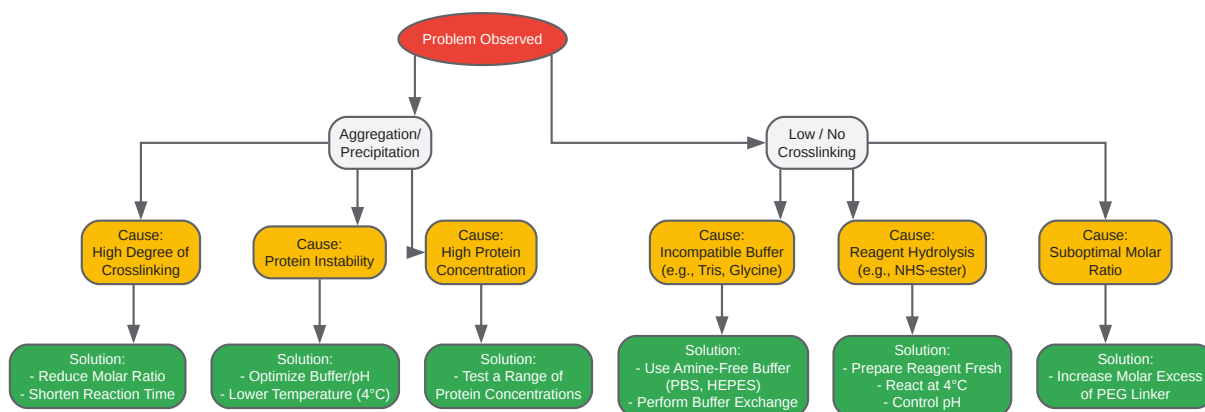 Problem Observed
Aggregation/
Precipitation
Low / No
Crosslinking
Cause:
High Degree of
Crosslinking
Cause:
Protein Instability
Cause:
High Protein
Concentration
Cause:
Incompatible Buffer
(e.g., Tris, Glycine)
Cause:
Reagent Hydrolysis
(e.g., NHS-ester)
Cause:
Suboptimal Molar
Ratio
Solution:
- Reduce Molar Ratio
- Shorten Reaction Time
Solution:
- Optimize Buffer/pH
- Lower Temperature (4°C)
Solution:
- Test a Range of
Protein Concentrations
Solution:
- Use Amine-Free Buffer
(PBS, HEPES)
- Perform Buffer Exchange
Solution:
- Prepare Reagent Fresh
- React at 4°C
- Control pH
Solution:
- Increase Molar Excess
of PEG Linker